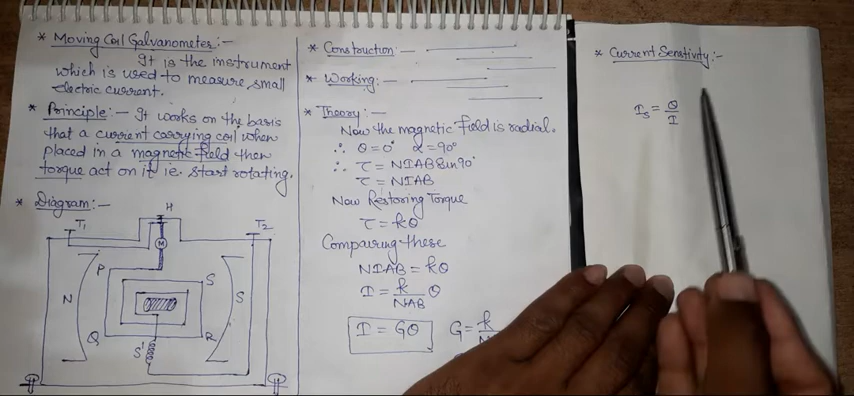 * Moving Coil Galvanometer:-
It is the instrument
which is used to measure small
electric current.
* Principle:- It works on the basis
that a current carrying coil when
placed in a magnetic field then
torque act on it ie. start rotating.
* Diagram:-
H
T1
T2
M
P
S
N
S
Q
R
S'
* Construction:-
* Working:-
* Theory:-
Now the magnetic field is radial.
∴ θ = 0° α = 90°
∴ τ = NIAB Sin 90°
τ = NIAB
Now Restoring Torque
τ = kθ
Comparing these
NIAB = kθ
I = k/NAB θ
I = Gθ
G = k/N
* Current Sensitivity:-
Is = θ/I